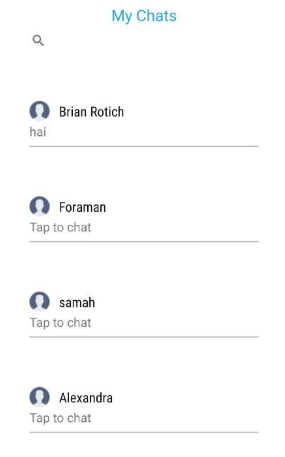 My Chats
Brian Rotich
hai
Foraman
Tap to chat
samah
Tap to chat
Alexandra
Tap to chat